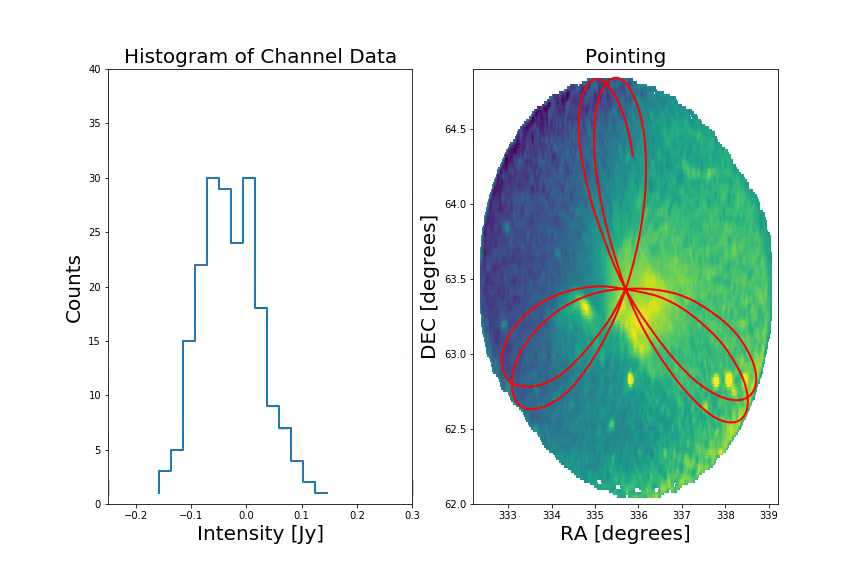 Histogram of Channel Data
40
35
30
25
20
15
10
5
0
Counts
−0.2 −0.1 0.0 0.1 0.2 0.3
Intensity [Jy]
Pointing
64.5
64.0
63.5
63.0
62.5
62.0
DEC [degrees]
333 334 335 336 337 338 339
RA [degrees]